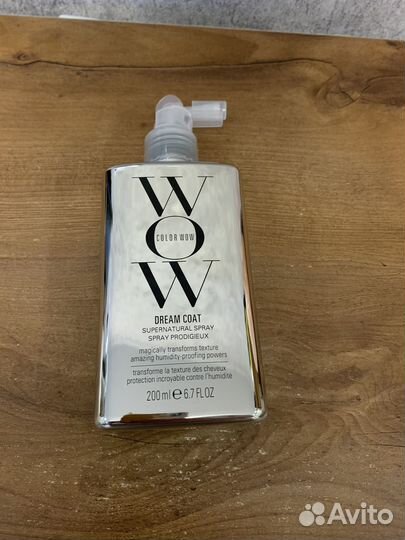 W
COLOR WOW
O
W
DREAM COAT
SUPERNATURAL SPRAY
SPRAY PRODIGIEUX
magically transforms texture
amazing humidity-proofing powers
transforme la texture des cheveux
protection incroyable contre l'humidité
200 ml e 6.7 FL OZ
Avito